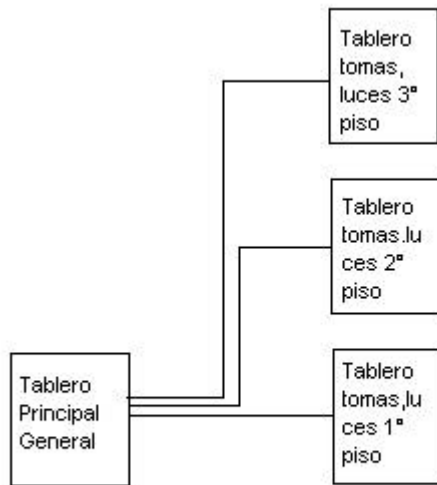 Tablero
tomas,
luces 3°
piso
Tablero
tomas.lu
ces 2°
piso
Tablero
Principal
General
Tablero
tomas,lu
ces 1°
piso